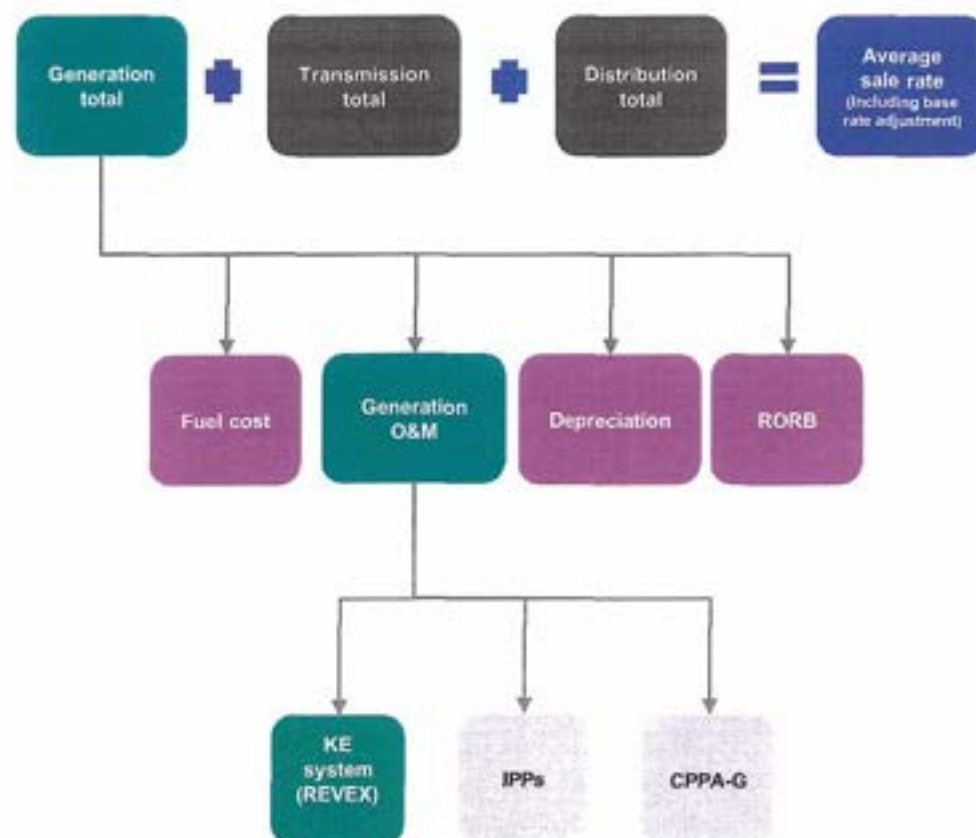 Generation
total
Transmission
total
Distribution
total
Average
sale rate
(Including base
rate adjustment)
Fuel cost
Generation
O&M
Depreciation
RORB
KE
system
(REVEX)
IPPs
CPPA-G